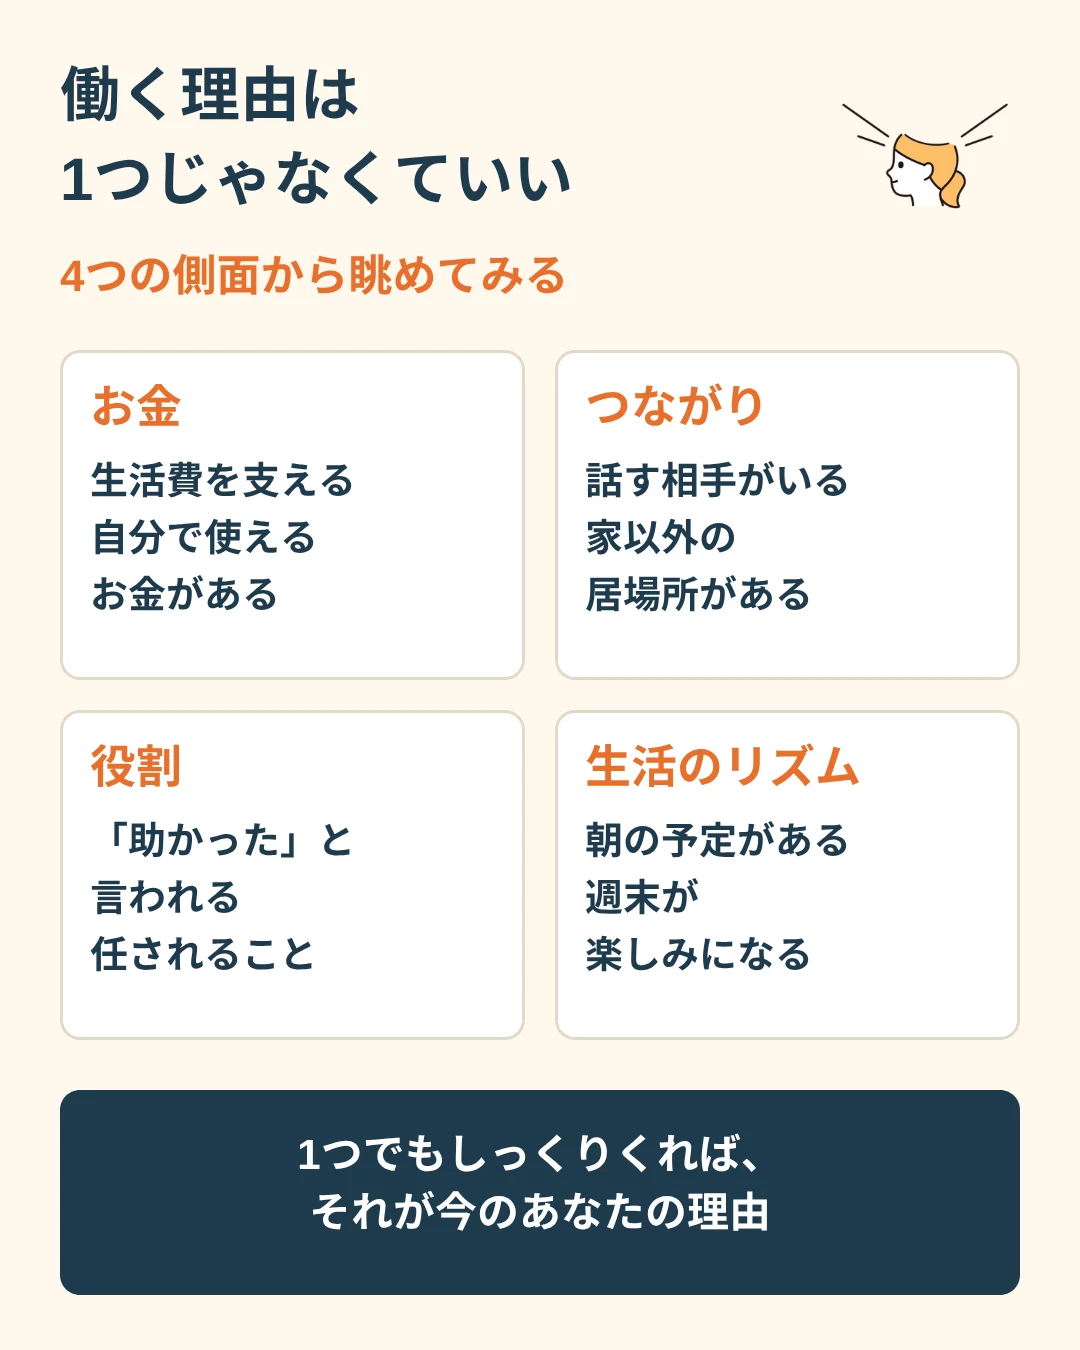 働く理由は
1つじゃなくていい
4つの側面から眺めてみる
お金
生活費を支える
自分で使える
お金がある
つながり
話す相手がいる
家以外の
居場所がある
役割
「助かった」と
言われる
任されること
生活のリズム
朝の予定がある
週末が
楽しみになる
1つでもしっくりくれば、
それが今のあなたの理由